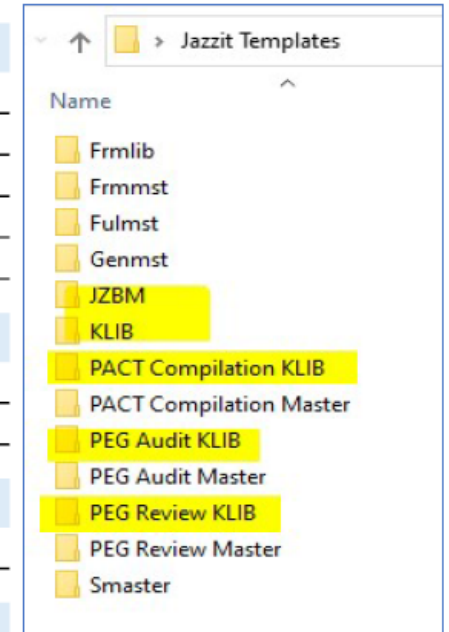 Jazzit Templates
Name
Frmlib
Frmmst
Fulmst
Genmst
JZBM
KLIB
PACT Compilation KLIB
PACT Compilation Master
PEG Audit KLIB
PEG Audit Master
PEG Review KLIB
PEG Review Master
Smaster